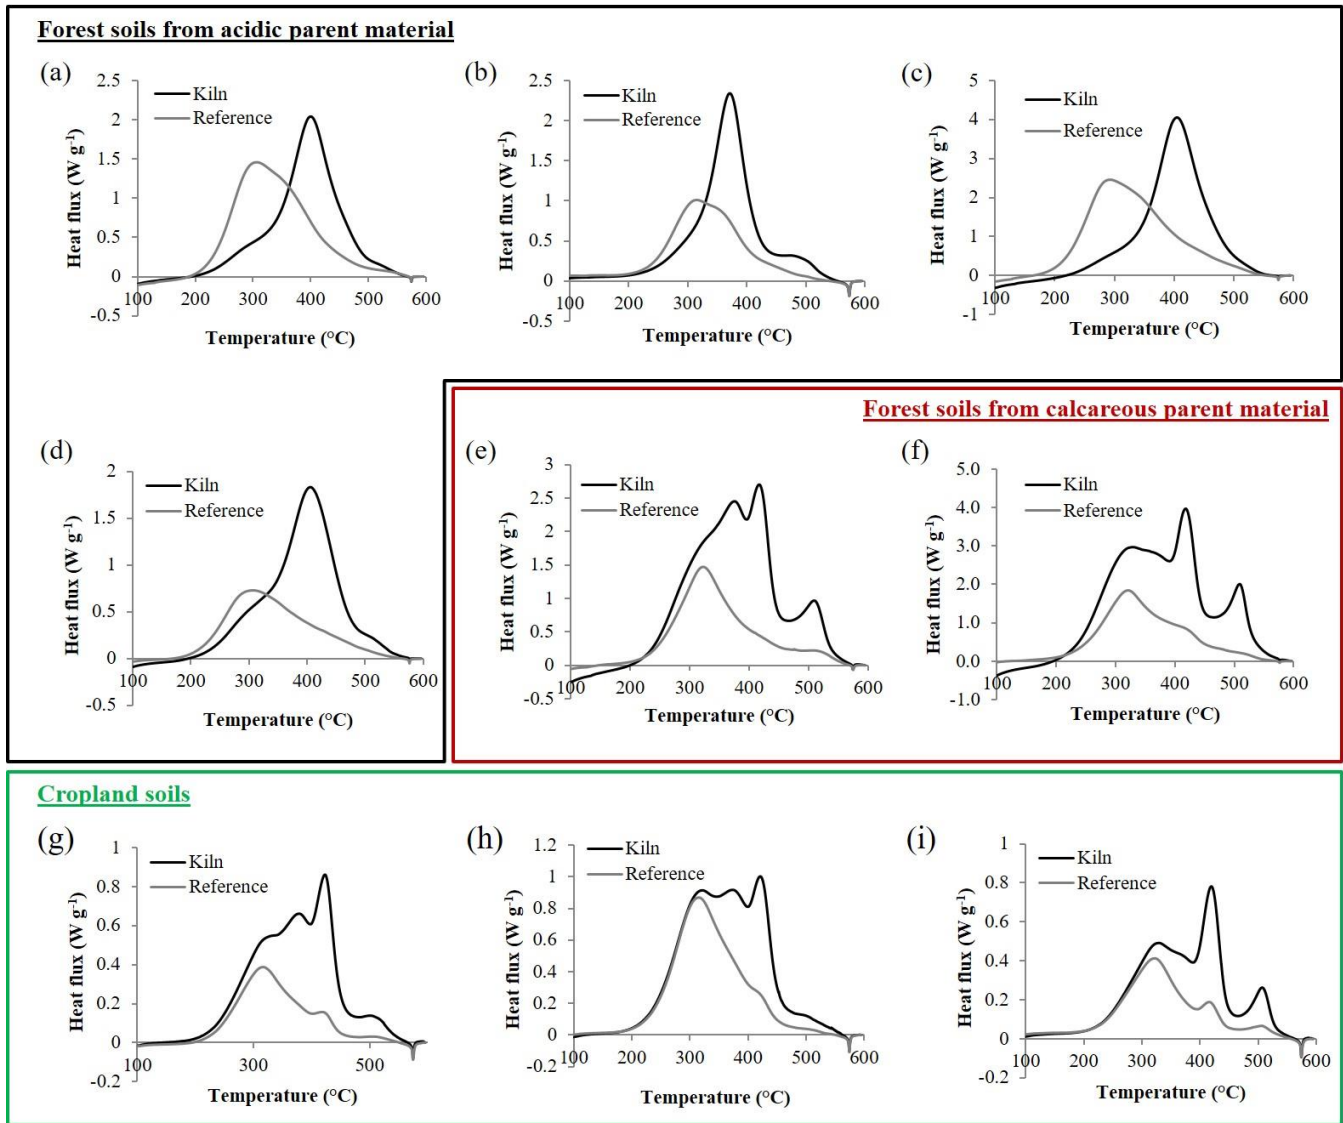 Forest soils from acidic parent material
(a)
2.5
2
1.5
1
0.5
0
-0.5
Heat flux (W g⁻¹)
Kiln
Reference
100 200 300 400 500 600
Temperature (°C)
(b)
2.5
2
1.5
1
0.5
0
-0.5
Heat flux (W g⁻¹)
Kiln
Reference
100 200 300 400 500 600
Temperature (°C)
(c)
5
4
3
2
1
0
-1
Heat flux (W g⁻¹)
Kiln
Reference
100 200 300 400 500 600
Temperature (°C)
(d)
2
1.5
1
0.5
0
-0.5
Heat flux (W g⁻¹)
Kiln
Reference
100 200 300 400 500 600
Temperature (°C)
Forest soils from calcareous parent material
(e)
3
2.5
2
1.5
1
0.5
0
-0.5
Heat flux (W g⁻¹)
Kiln
Reference
100 200 300 400 500 600
Temperature (°C)
(f)
5.0
4.0
3.0
2.0
1.0
0.0
-1.0
Heat flux (W g⁻¹)
Kiln
Reference
100 200 300 400 500 600
Temperature (°C)
Cropland soils
(g)
1
0.8
0.6
0.4
0.2
0
-0.2
Heat flux (W g⁻¹)
Kiln
Reference
100 300 500
Temperature (°C)
(h)
1.2
1
0.8
0.6
0.4
0.2
0
-0.2
Heat flux (W g⁻¹)
Kiln
Reference
100 200 300 400 500 600
Temperature (°C)
(i)
1
0.8
0.6
0.4
0.2
0
-0.2
Heat flux (W g⁻¹)
Kiln
Reference
100 200 300 400 500 600
Temperature (°C)